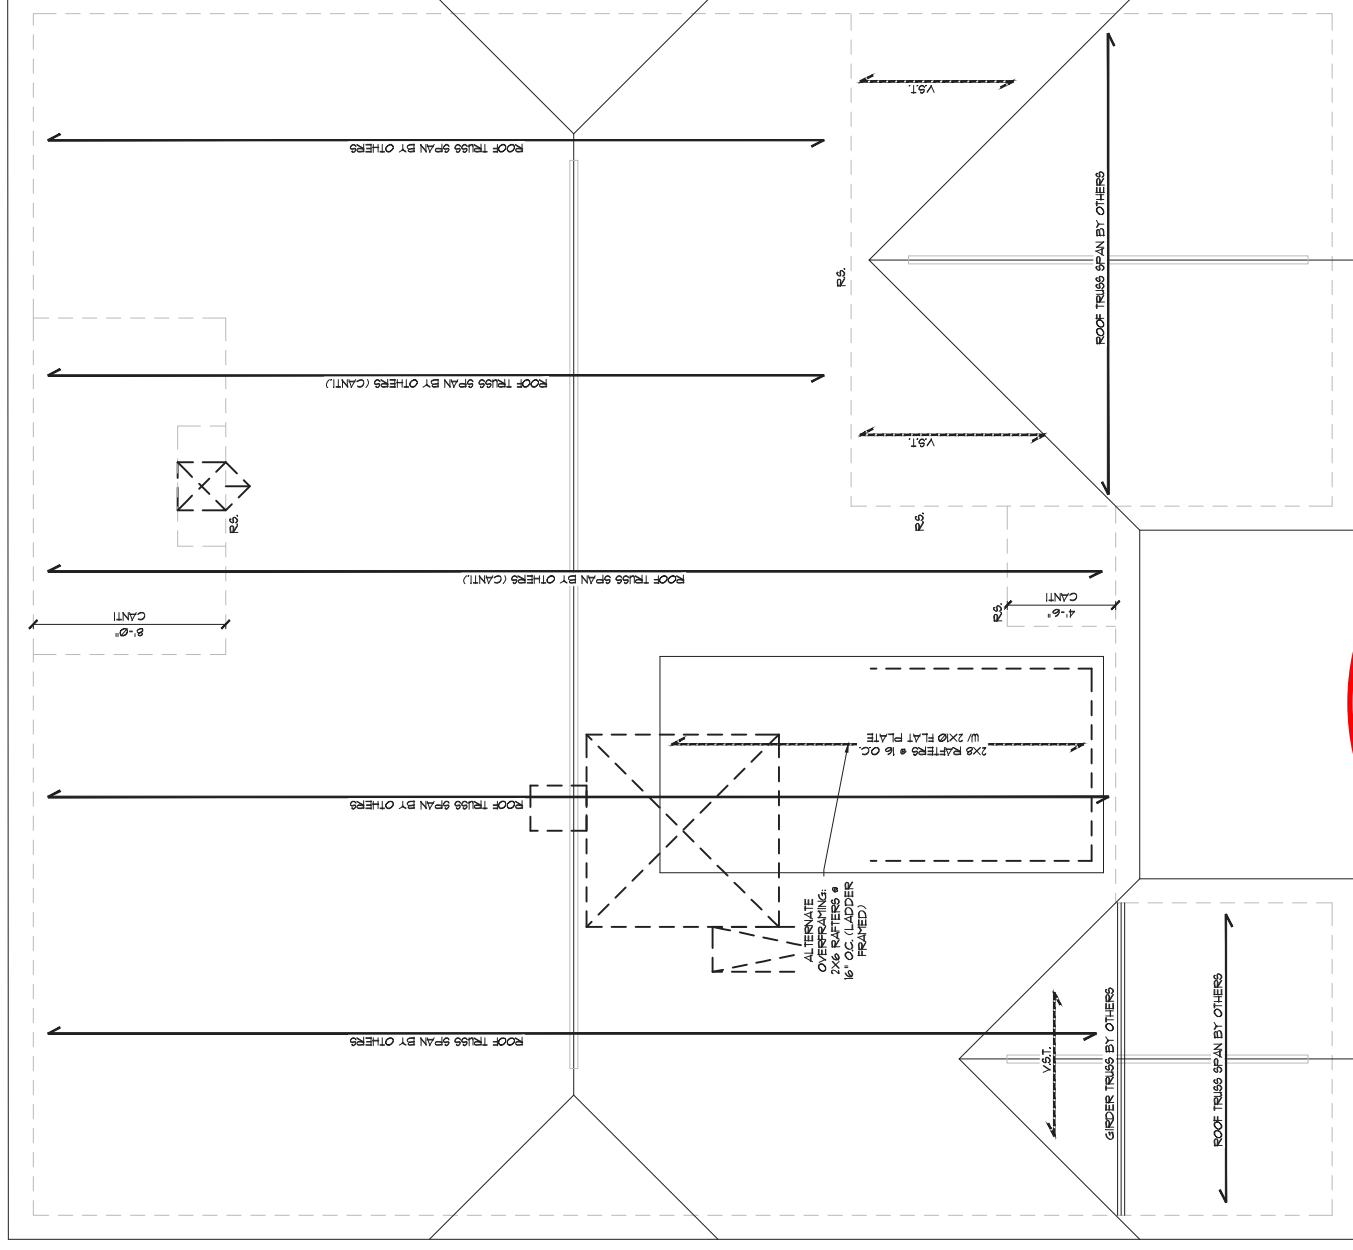 V.S.T.
ROOF TRUSS SPAN BY OTHERS
ROOF TRUSS SPAN BY OTHERS
R.S.
ROOF TRUSS SPAN BY OTHERS (CANTI.)
V.S.T.
R.S.
R.S.
ROOF TRUSS SPAN BY OTHERS (CANTI.)
8'-0"
CANTI
R.S.
4'-6"
CANTI
2X8 RAFTERS @ 16 O.C.
W/ 2X10 FLAT PLATE
ROOF TRUSS SPAN BY OTHERS
ALTERNATE
OVERFRAMING:
2X6 RAFTERS @
16" O.C. (LADDER
FRAMED)
ROOF TRUSS SPAN BY OTHERS
V.S.T.
GIRDER TRUSS BY OTHERS
ROOF TRUSS SPAN BY OTHERS